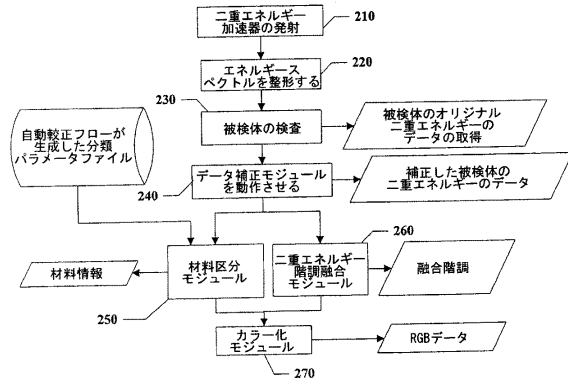 二重エネルギー
加速器の発射
210
エネルギース
ペクトルを整形する
220
230
被検体の検査
被検体のオリジナル
二重エネルギーの
データの取得
自動較正フローが
生成した分類
パラメータファイル
データ補正モジュール
を動作させる
240
補正した被検体の
二重エネルギーのデータ
260
材料情報
材料区分
モジュール
250
二重エネルギー
階調融合
モジュール
融合階調
カラー化
モジュール
270
RGBデータ